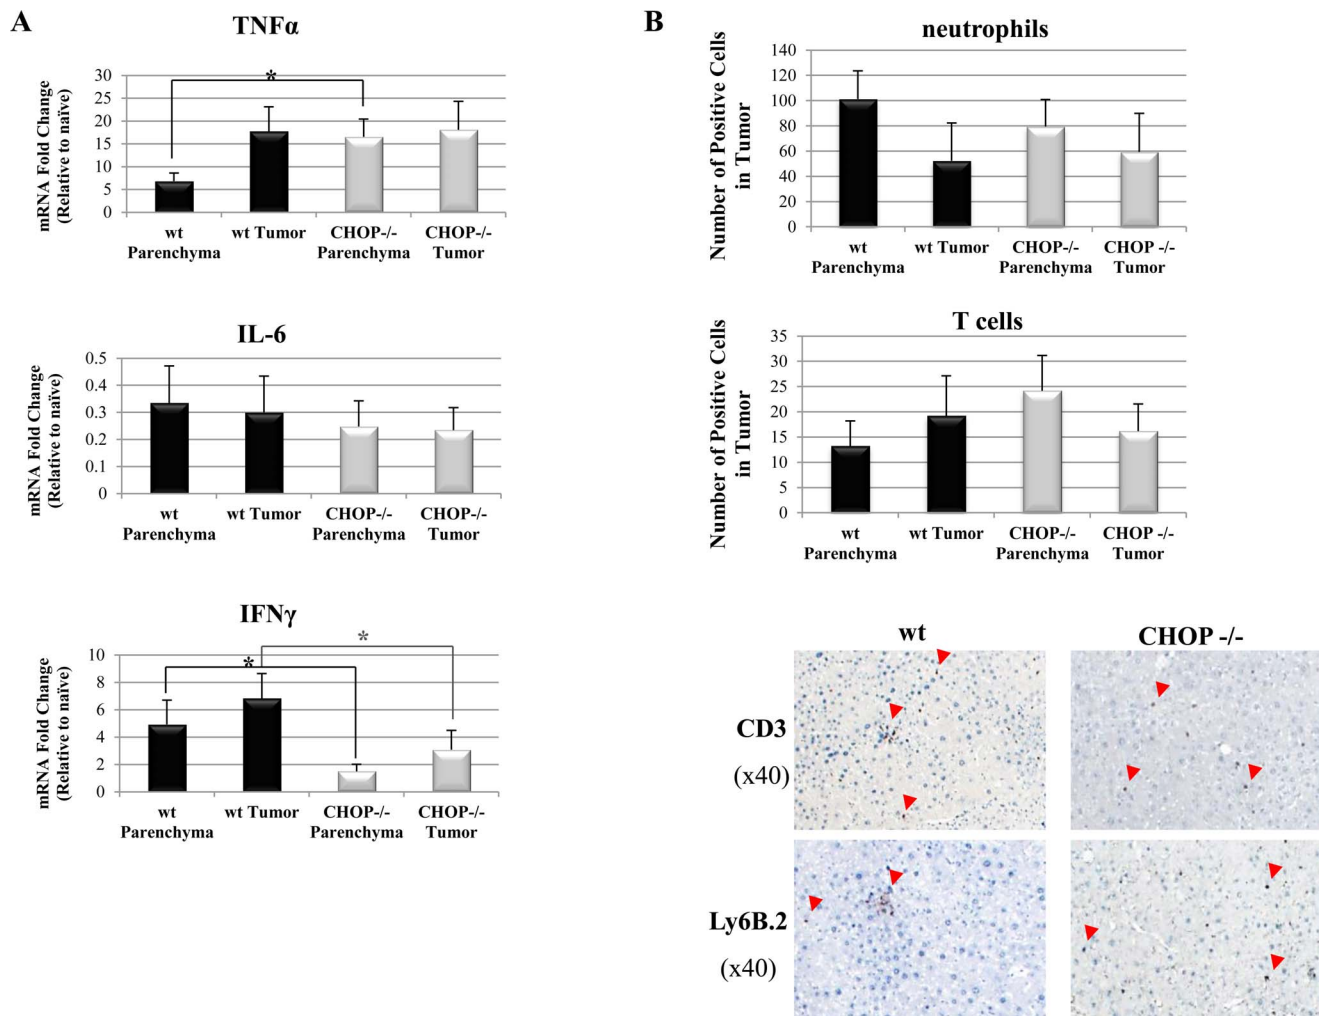 A
TNFα
mRNA Fold Change
(Relative to naïve)
30
25
20
15
10
5
0
*
wt
Parenchyma
wt Tumor
CHOP-/-
Parenchyma
CHOP-/-
Tumor
IL-6
mRNA Fold Change
(Relative to naïve)
0.5
0.4
0.3
0.2
0.1
0
wt
Parenchyma
wt Tumor
CHOP-/-
Parenchyma
CHOP-/-
Tumor
IFNγ
mRNA Fold Change
(Relative to naïve)
10
8
6
4
2
0
*
*
wt
Parenchyma
wt Tumor
CHOP-/-
Parenchyma
CHOP-/-
Tumor
B
neutrophils
Number of Positive Cells
in Tumor
140
120
100
80
60
40
20
0
wt
Parenchyma
wt Tumor
CHOP-/-
Parenchyma
CHOP -/-
Tumor
T cells
Number of Positive Cells
in Tumor
35
30
25
20
15
10
5
0
wt
Parenchyma
wt Tumor
CHOP-/-
Parenchyma
CHOP -/-
Tumor
wt
CHOP -/-
CD3
(x40)
Ly6B.2
(x40)